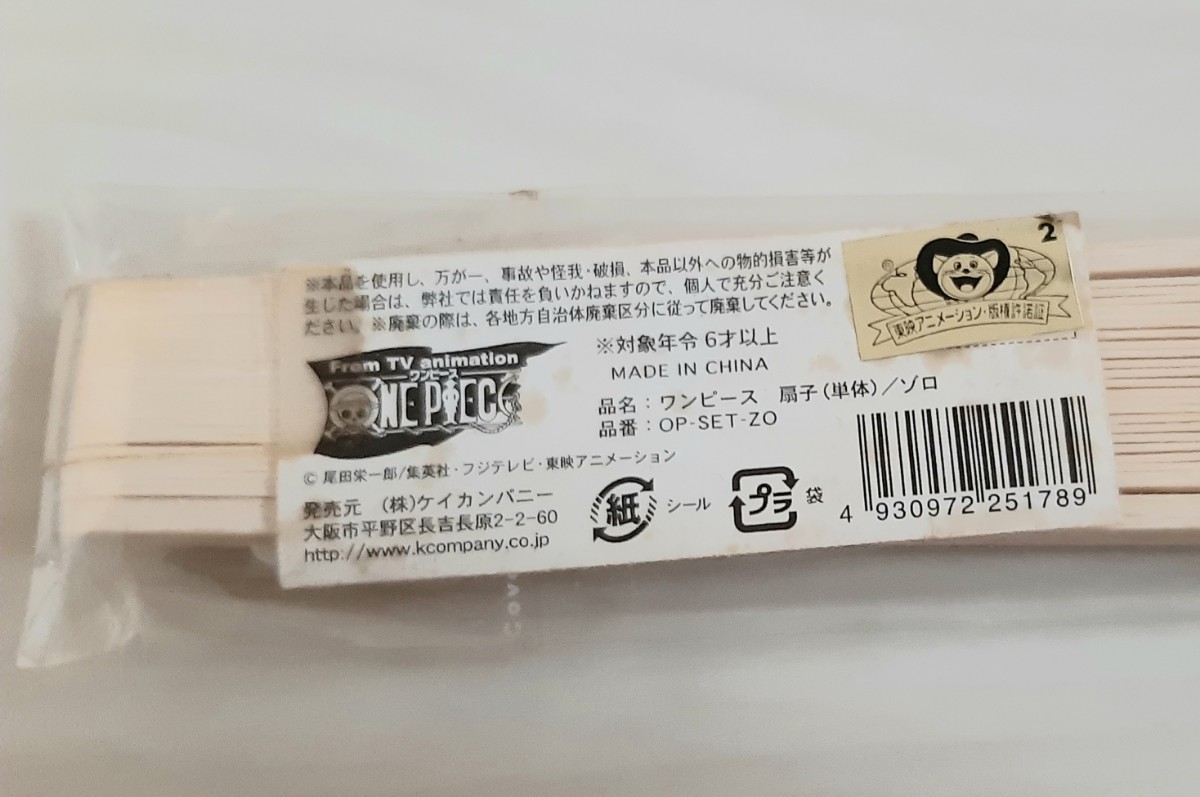 ※本品を使用し、万が一、事故や怪我・破損、本品以外への物的損害等が
生じた場合は、弊社では責任を負いかねますので、個人で充分ご注意く
ださい。※廃棄の際は、各地方自治体廃棄区分に従って廃棄してください。
2
東映アニメーション・版権許諾証
※対象年令 6才以上
MADE IN CHINA
From TV animation
ワンピース
ONE PIECE
品名：ワンピース 扇子(単体)／ゾロ
品番：OP-SET-ZO
© 尾田栄一郎/集英社・フジテレビ・東映アニメーション
発売元 (株)ケイカンパニー
大阪市平野区長吉長原2-2-60
http://www.kcompany.co.jp
紙 シール
プラ 袋
4 930972 251789